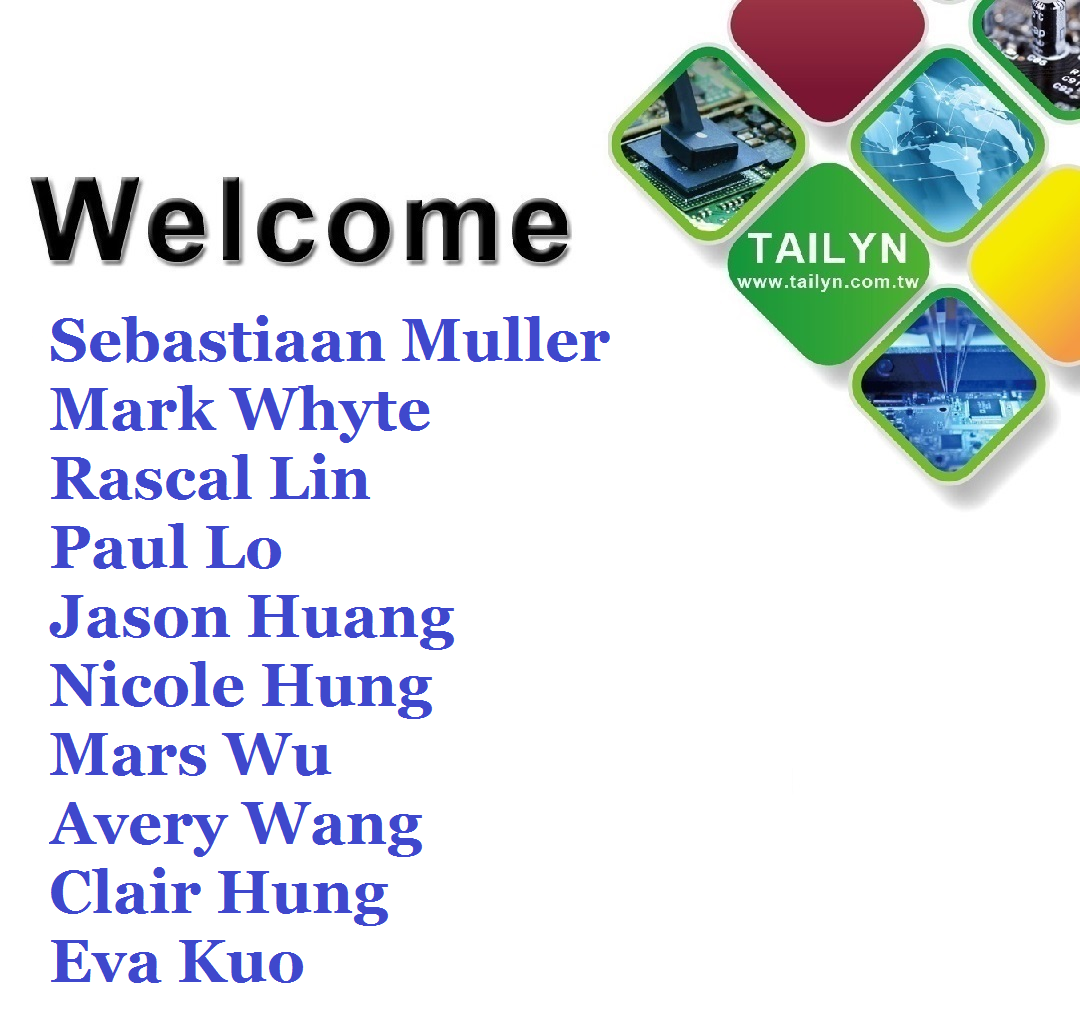 Welcome
TAILYN
www.tailyn.com.tw
Sebastiaan Muller
Mark Whyte
Rascal Lin
Paul Lo
Jason Huang
Nicole Hung
Mars Wu
Avery Wang
Clair Hung
Eva Kuo